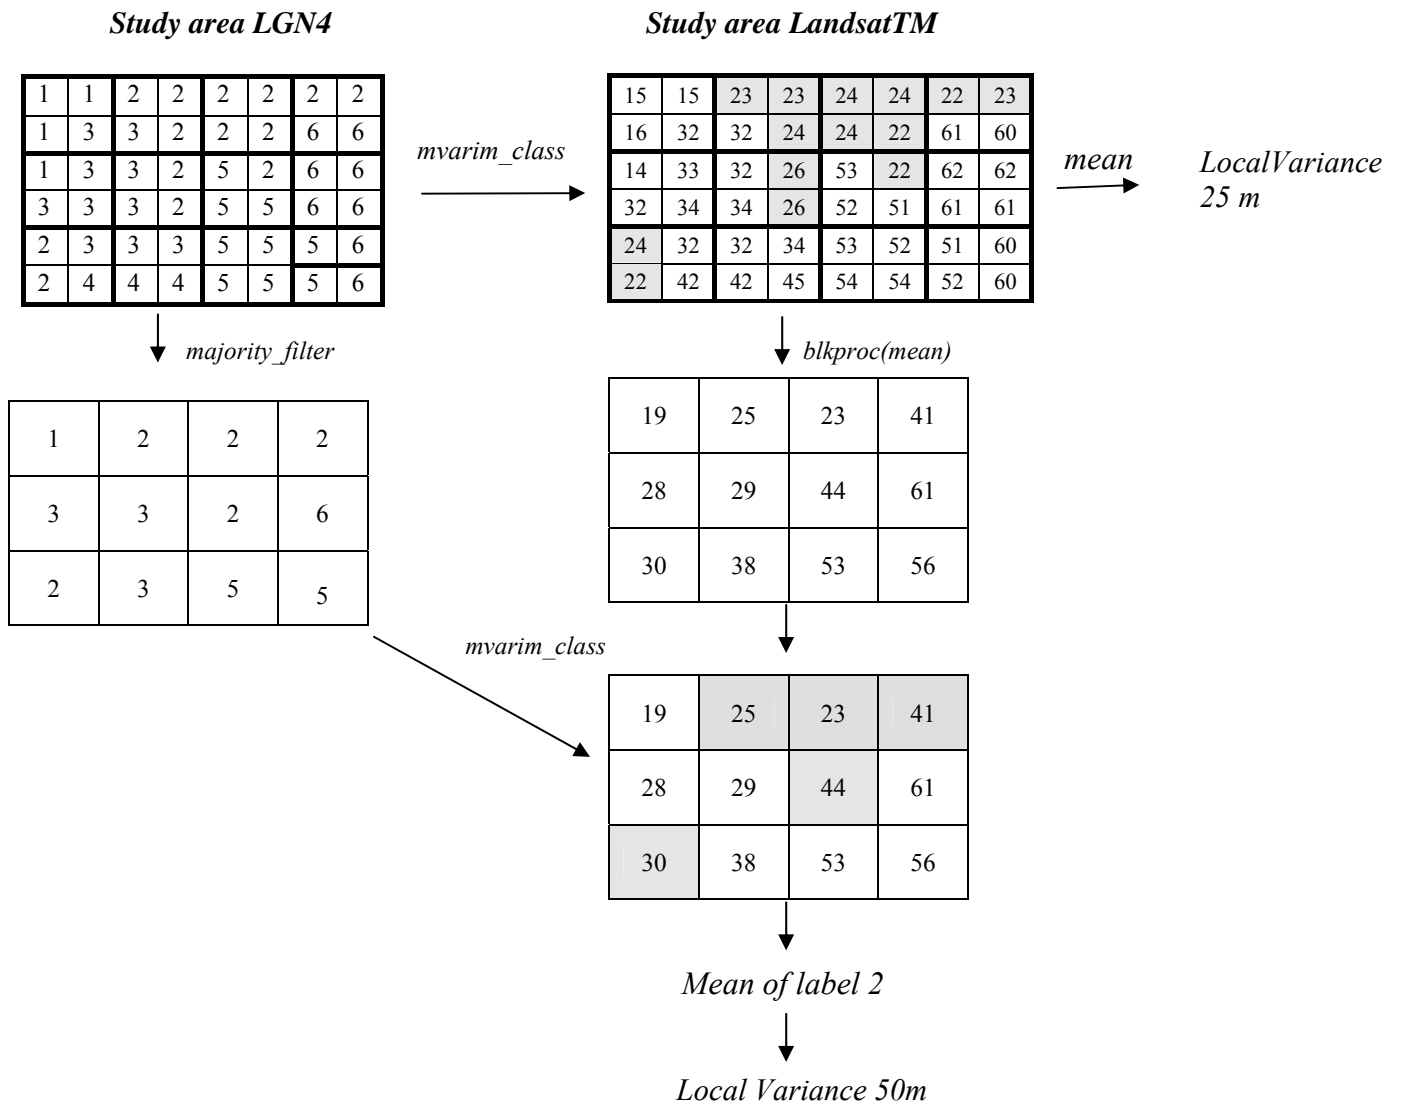 Study area LGN4
Study area LandsatTM
1 1 2 2 2 2 2 2
1 3 3 2 2 2 6 6
1 3 3 2 5 2 6 6
3 3 3 2 5 5 6 6
2 3 3 3 5 5 5 6
2 4 4 4 5 5 5 6
mvarim_class
15 15 23 23 24 24 22 23
16 32 32 24 24 22 61 60
14 33 32 26 53 22 62 62
32 34 34 26 52 51 61 61
24 32 32 34 53 52 51 60
22 42 42 45 54 54 52 60
mean
LocalVariance
25 m
majority_filter
blkproc(mean)
1 2 2 2
3 3 2 6
2 3 5 5
19 25 23 41
28 29 44 61
30 38 53 56
mvarim_class
19 25 23 41
28 29 44 61
30 38 53 56
Mean of label 2
Local Variance 50m